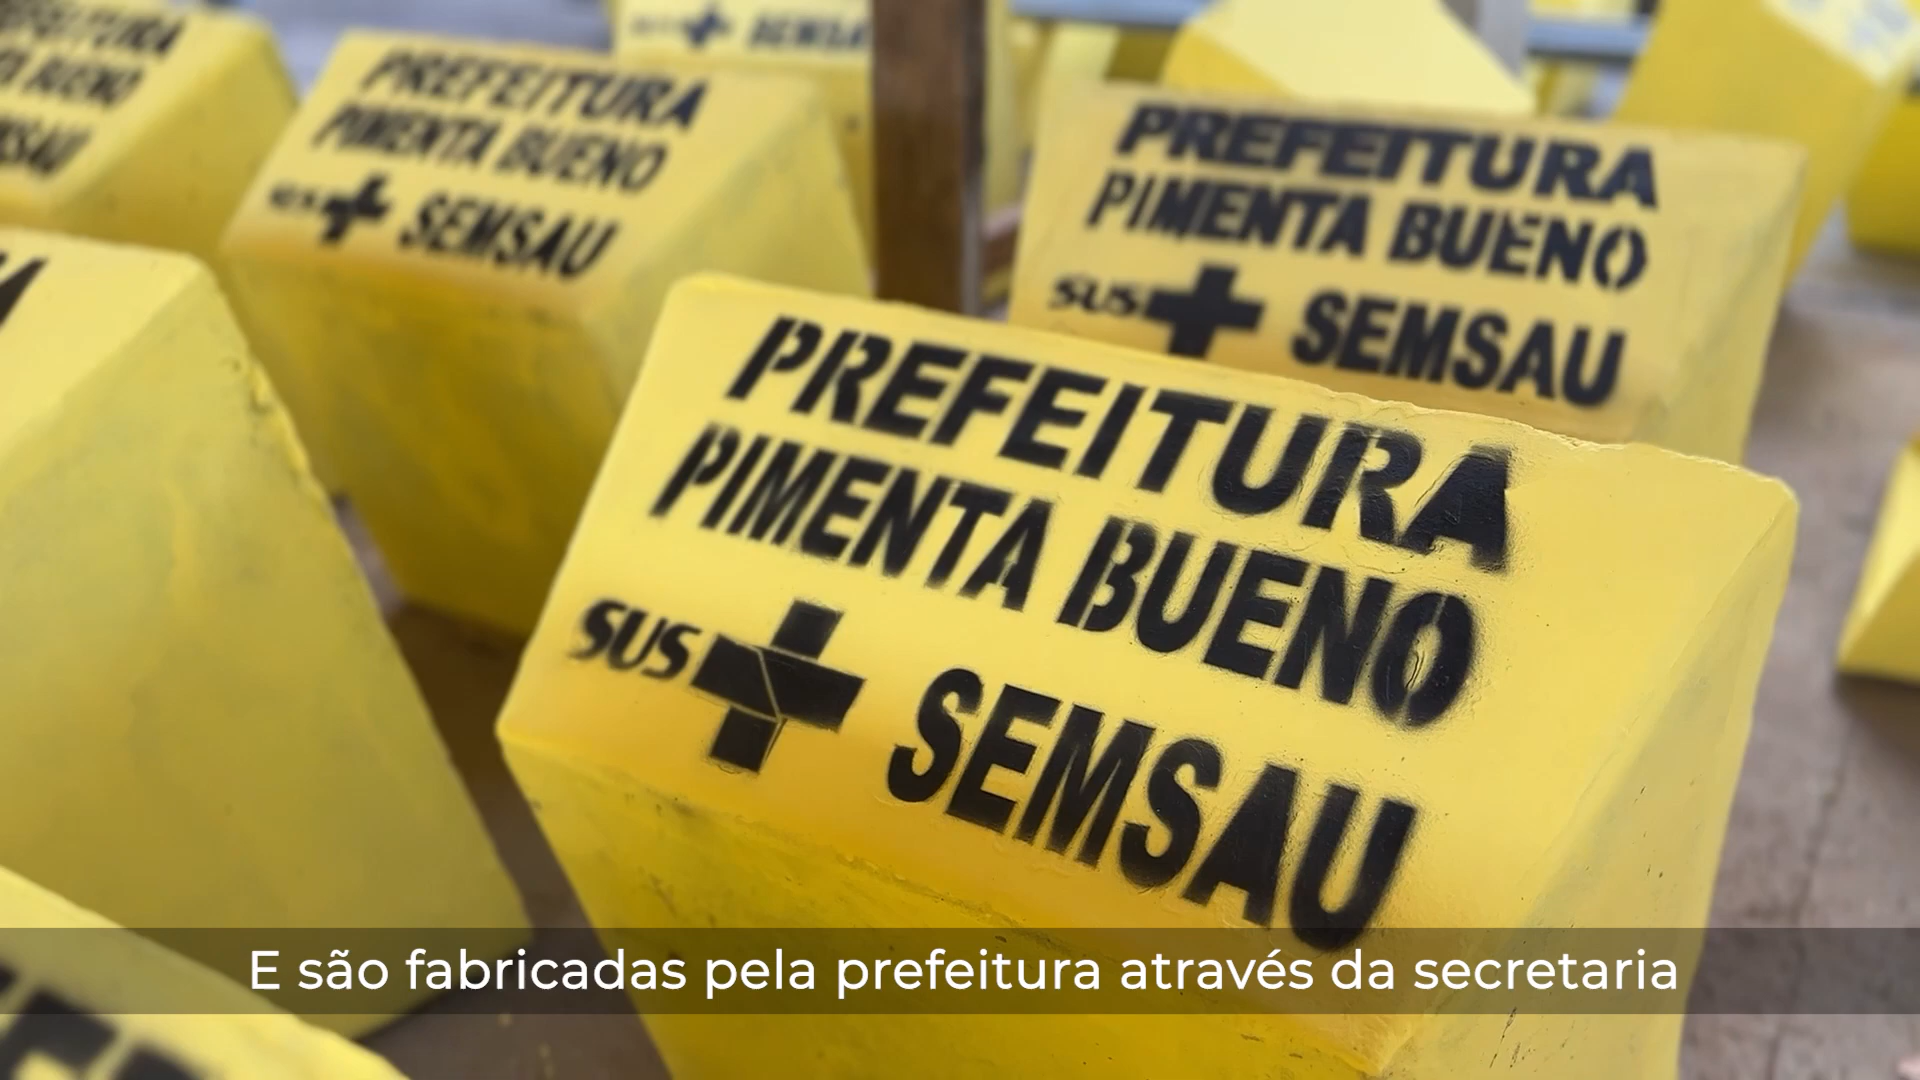 PREFEITURA
PIMENTA BUENO
SUS SEMSAU
PREFEITURA
PIMENTA BUENO
SUS SEMSAU
PREFEITURA
PIMENTA BUENO
SUS SEMSAU
E são fabricadas pela prefeitura através da secretaria